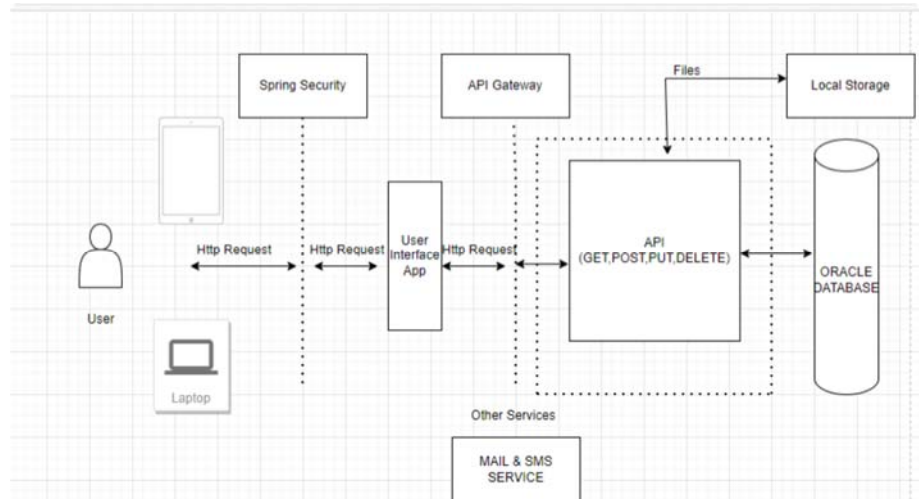 Spring Security
API Gateway
Files
Local Storage
Http Request
Http Request
User
Interface
App
Http Request
API
(GET,POST,PUT,DELETE)
ORACLE
DATABASE
User
Laptop
Other Services
MAIL & SMS
SERVICE